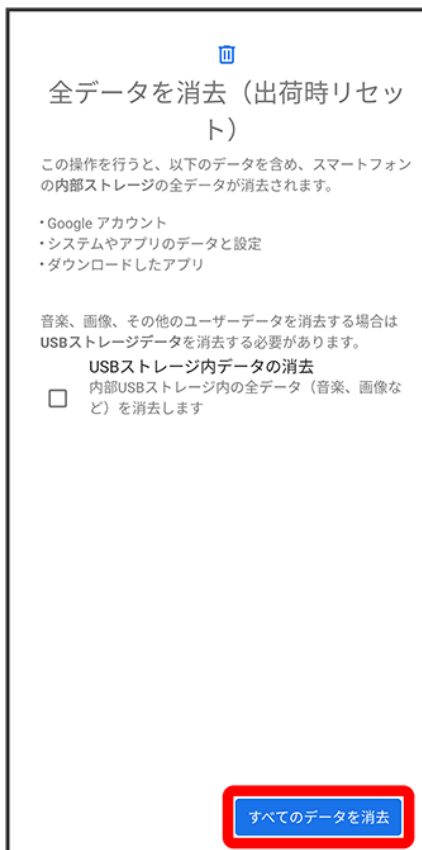 全データを消去（出荷時リセッ
ト）
この操作を行うと、以下のデータを含め、スマートフォン
の内部ストレージの全データが消去されます。
・Google アカウント
・システムやアプリのデータと設定
・ダウンロードしたアプリ
音楽、画像、その他のユーザーデータを消去する場合は
USBストレージデータを消去する必要があります。
USBストレージ内データの消去
内部USBストレージ内の全データ（音楽、画像な
ど）を消去します
すべてのデータを消去